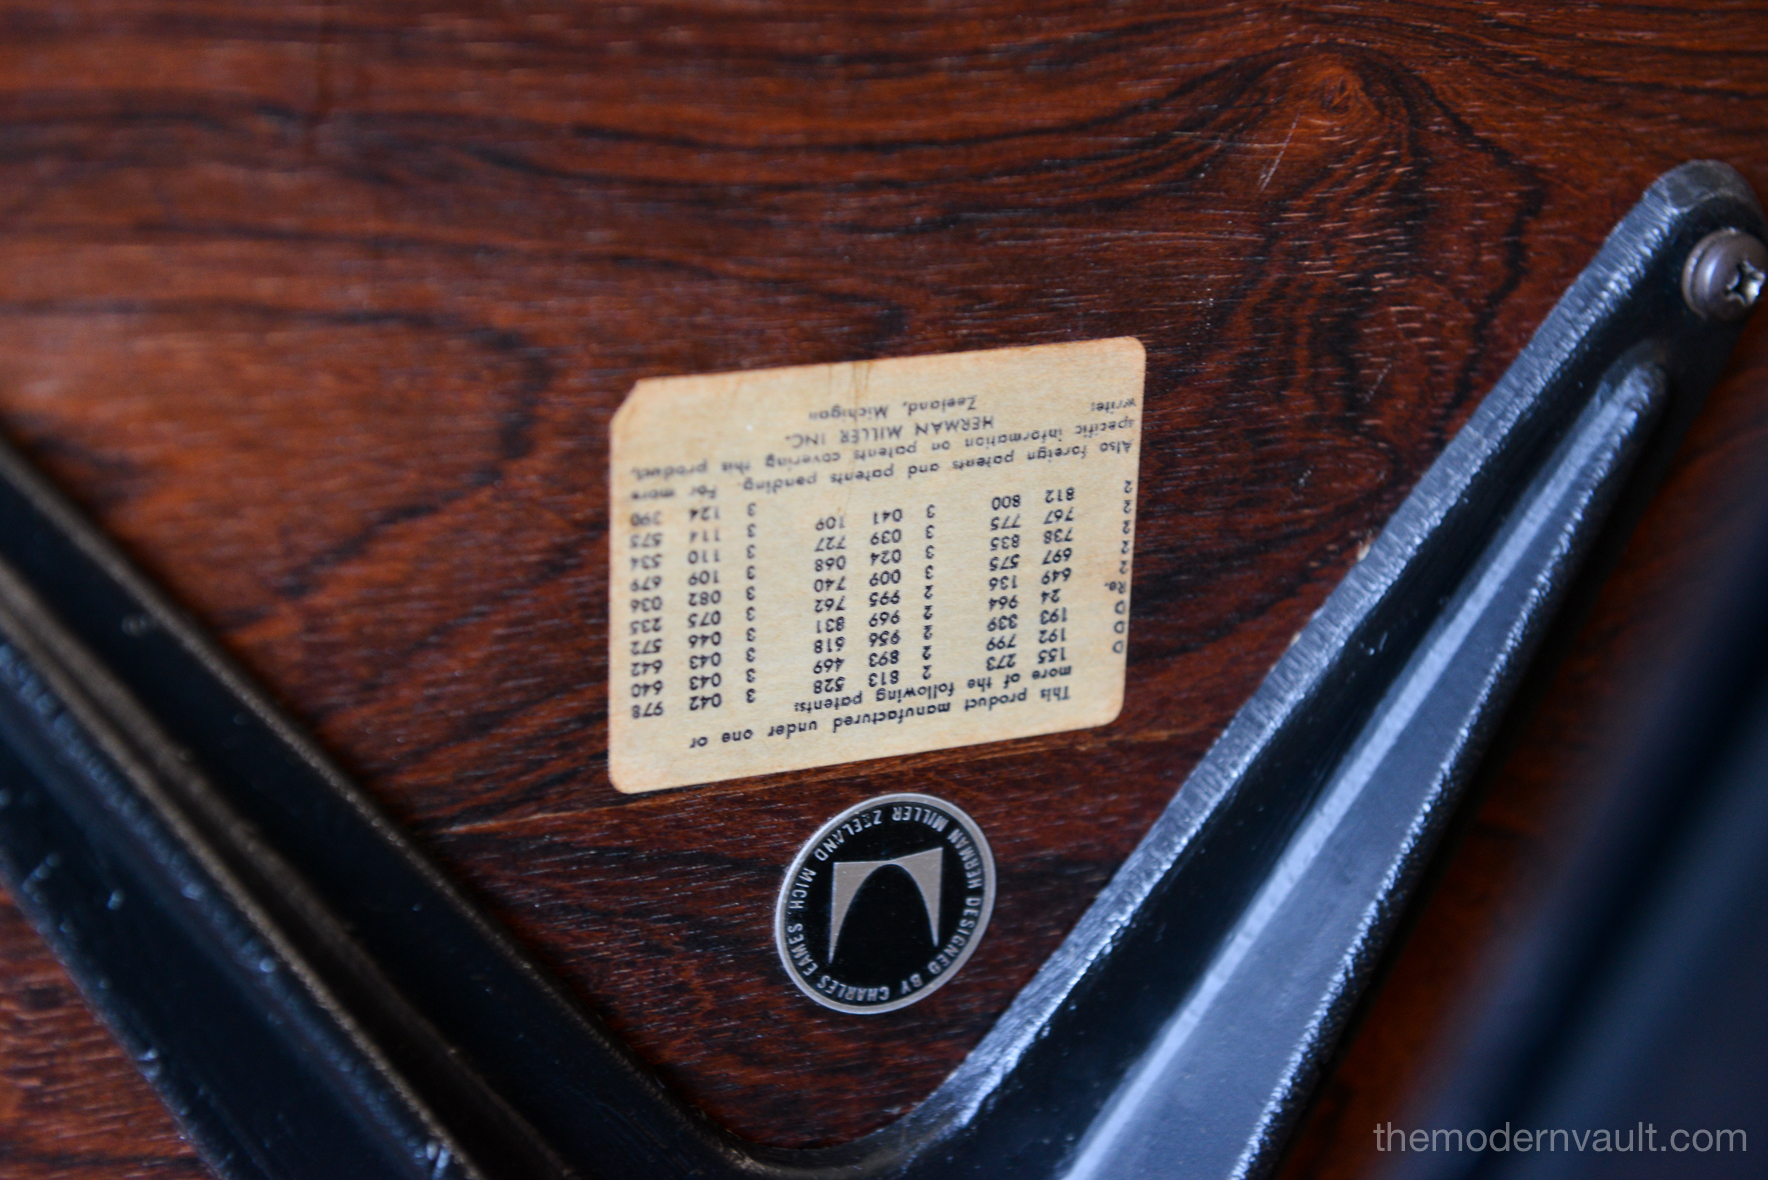 This product manufactured under one or
more of the following patents:
D 155 273 2 813 528 3 042 978
D 192 799 2 893 469 3 043 640
D 193 339 2 956 618 3 043 642
Re. 24 964 2 969 831 3 046 572
2 649 136 2 995 762 3 075 235
2 697 575 3 009 740 3 082 036
2 738 835 3 024 068 3 109 679
2 767 775 3 039 727 3 110 534
2 812 800 3 041 109 3 114 573
3 124 390
Also foreign patents and patents pending. For more
specific information on patents covering this product,
write:
HERMAN MILLER INC.
Zeeland, Michigan
HERMAN MILLER ZEELAND MICH
DESIGNED BY CHARLES EAMES
themodernvault.com